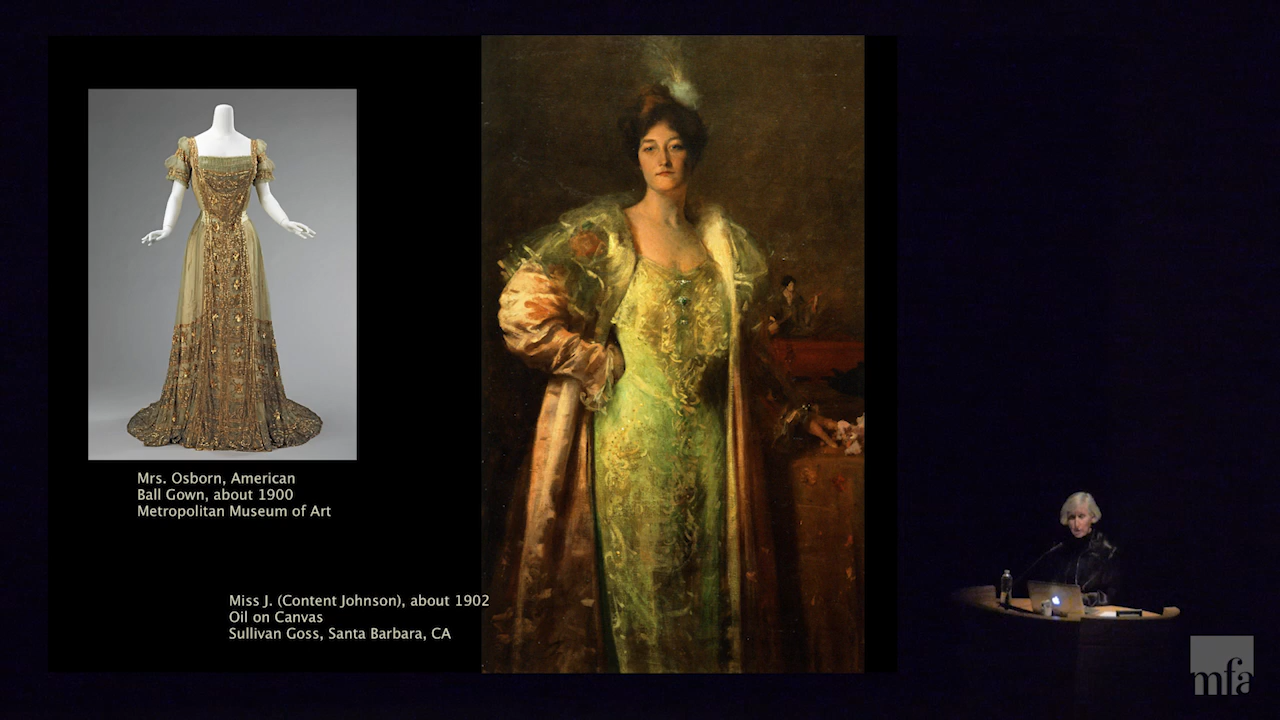 Mrs. Osborn, American
Ball Gown, about 1900
Metropolitan Museum of Art
Miss J. (Content Johnson), about 1902
Oil on Canvas
Sullivan Goss, Santa Barbara, CA
mfa